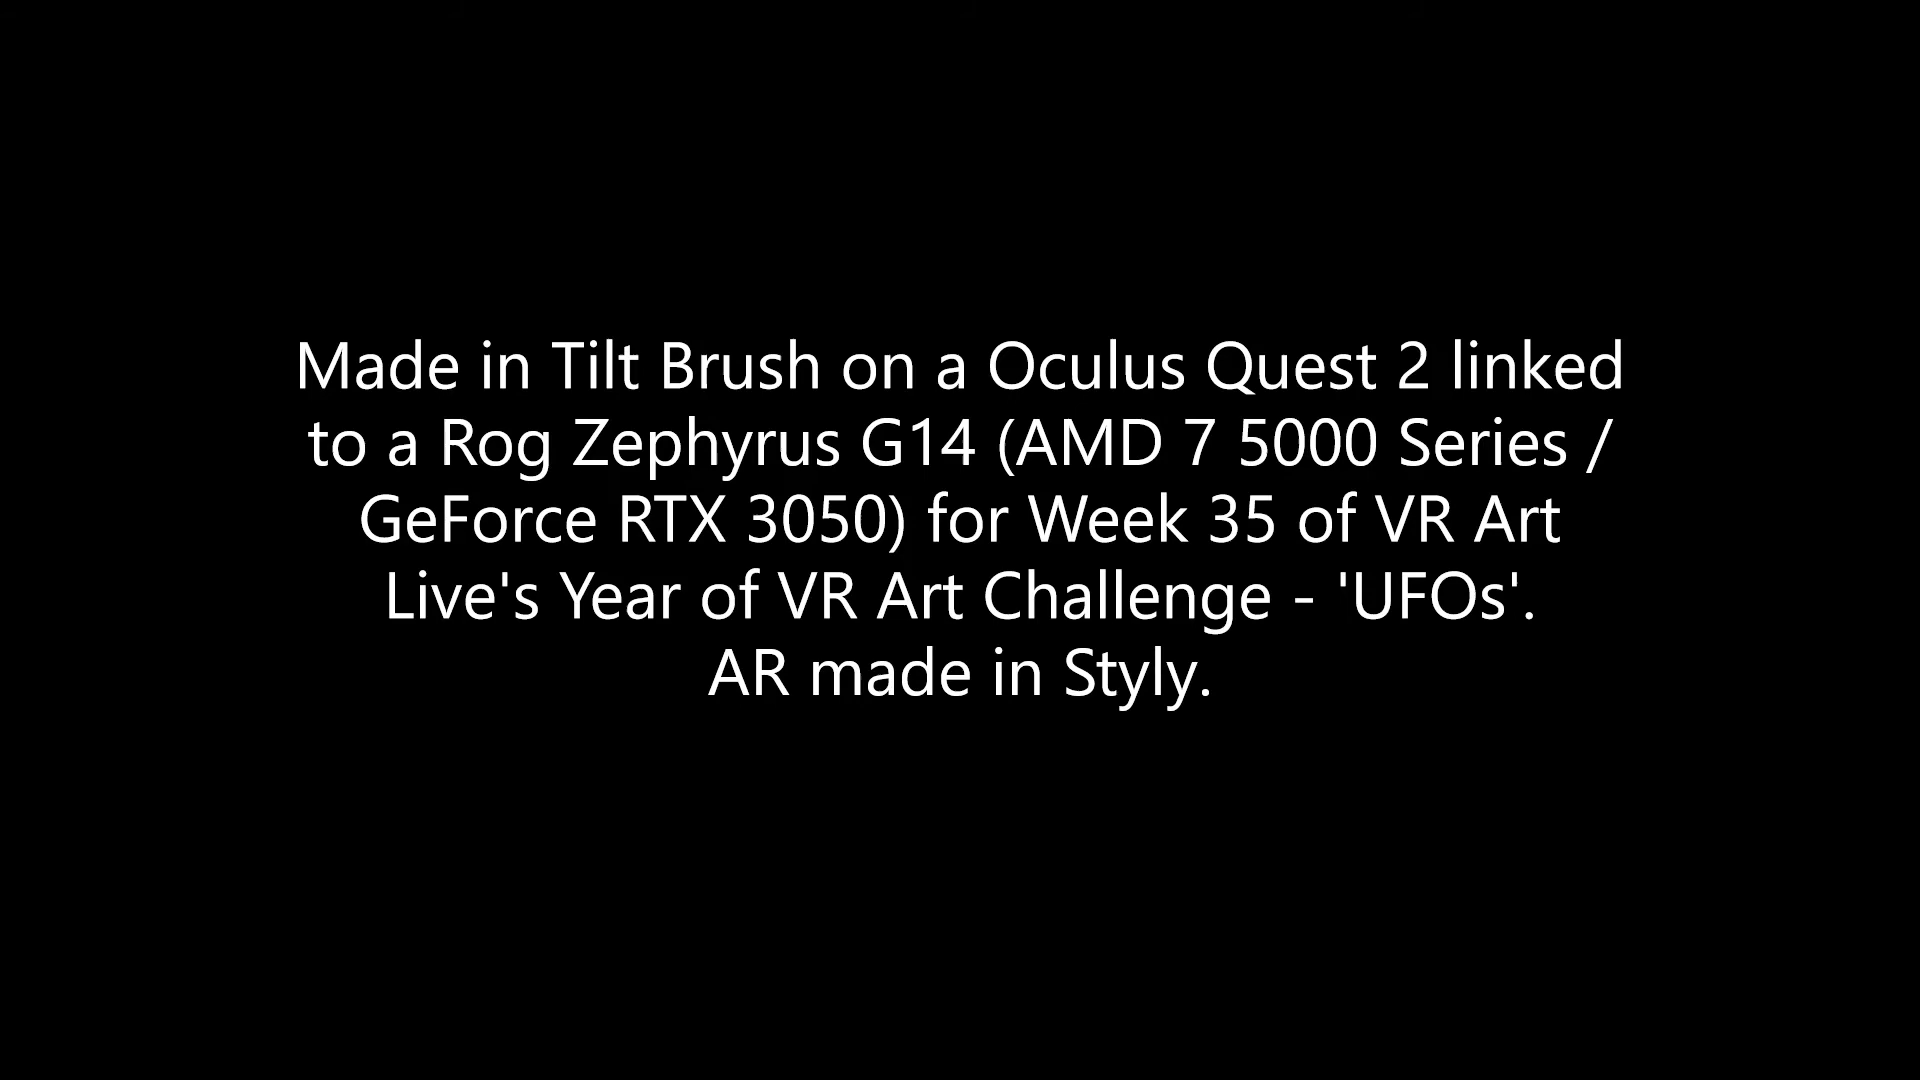 Made in Tilt Brush on a Oculus Quest 2 linked
to a Rog Zephyrus G14 (AMD 7 5000 Series /
GeForce RTX 3050) for Week 35 of VR Art
Live's Year of VR Art Challenge - 'UFOs'.
AR made in Styly.